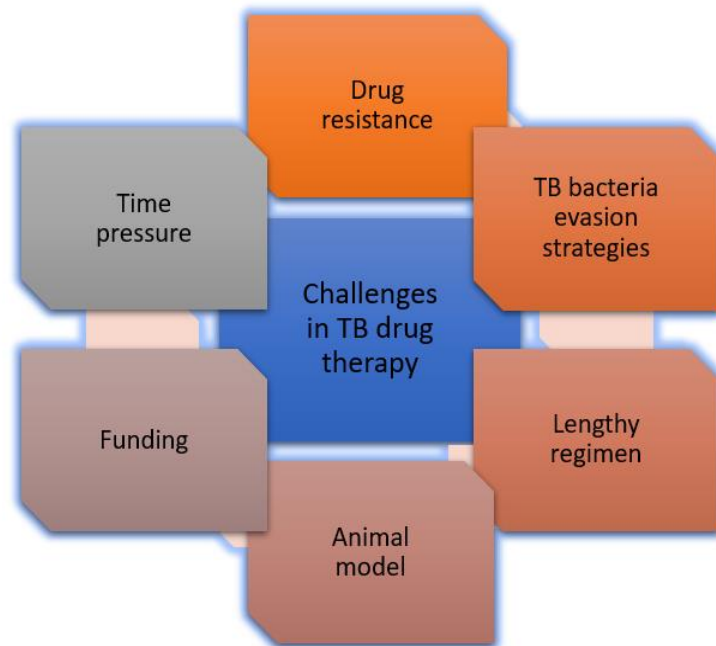 Drug
resistance
TB bacteria
evasion
strategies
Time
pressure
Challenges
in TB drug
therapy
Lengthy
regimen
Funding
Animal
model